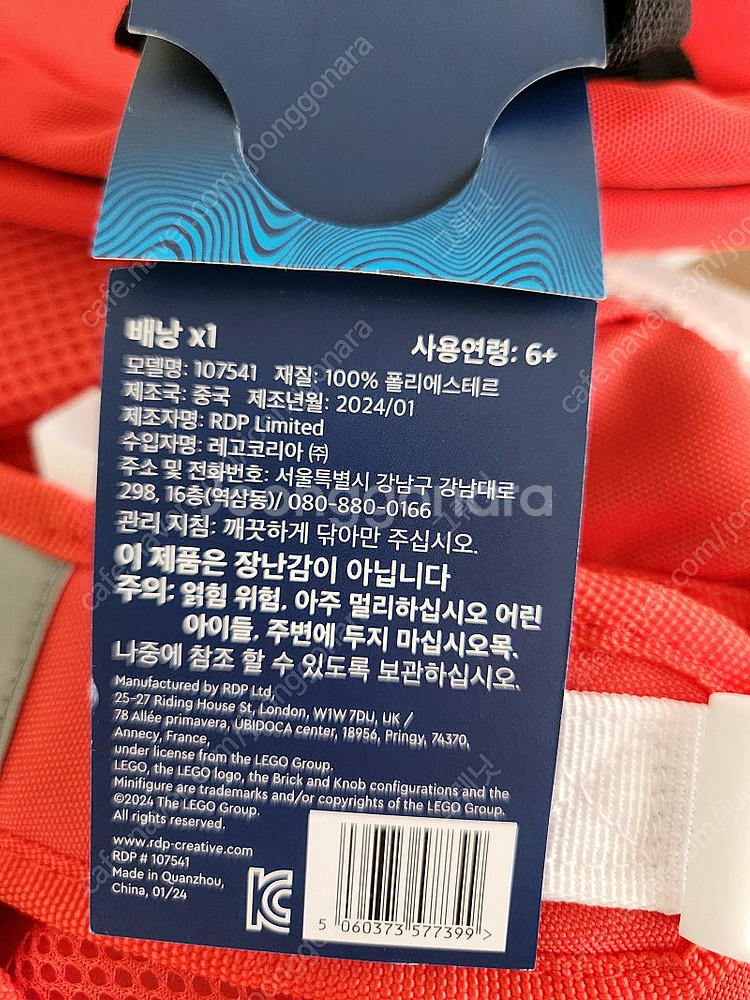 배낭 x1
사용연령: 6+
모델명: 107541 재질: 100% 폴리에스테르
제조국: 중국 제조년월: 2024/01
제조자명: RDP Limited
수입자명: 레고코리아 ㈜
주소 및 전화번호: 서울특별시 강남구 강남대로
298, 16층(역삼동)/ 080-880-0166
관리 지침: 깨끗하게 닦아만 주십시오.
이 제품은 장난감이 아닙니다
주의: 얽힘 위험. 아주 멀리하십시오 어린
아이들. 주변에 두지 마십시오목.
나중에 참조 할 수 있도록 보관하십시오.
Manufactured by RDP Ltd,
25-27 Riding House St, London, W1W 7DU, UK /
78 Allée primavera, UBIDOCA center, 18956, Pringy, 74370,
Annecy, France,
under license from the LEGO Group.
LEGO, the LEGO logo, the Brick and Knob configurations and the
Minifigure are trademarks and/or copyrights of the LEGO Group.
©2024 The LEGO Group.
All rights reserved.
www.rdp-creative.com
RDP # 107541
Made in Quanzhou,
China, 01/24
KC
5 060373 577399 >
Joonggonara